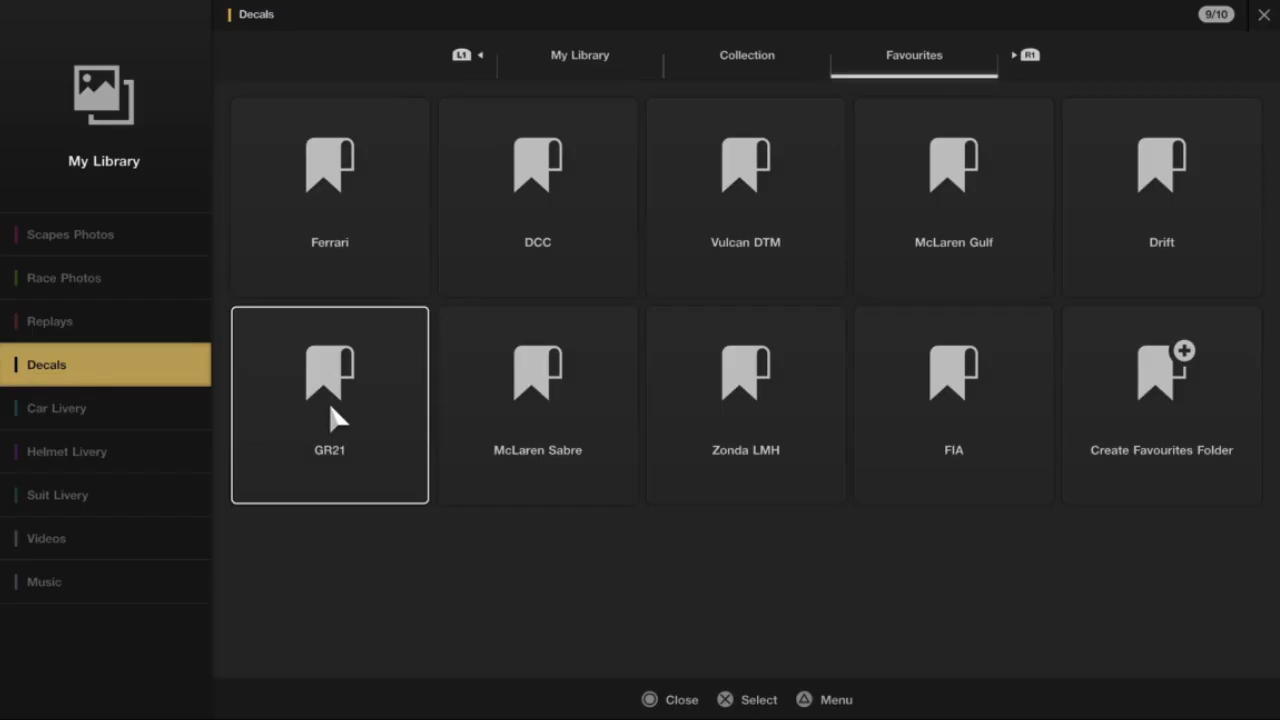 Decals
9/10
L1
My Library
Collection
Favourites
R1
My Library
Scapes Photos
Race Photos
Replays
Decals
Car Livery
Helmet Livery
Suit Livery
Videos
Music
Ferrari
DCC
Vulcan DTM
McLaren Gulf
Drift
GR21
McLaren Sabre
Zonda LMH
FIA
Create Favourites Folder
Close
Select
Menu